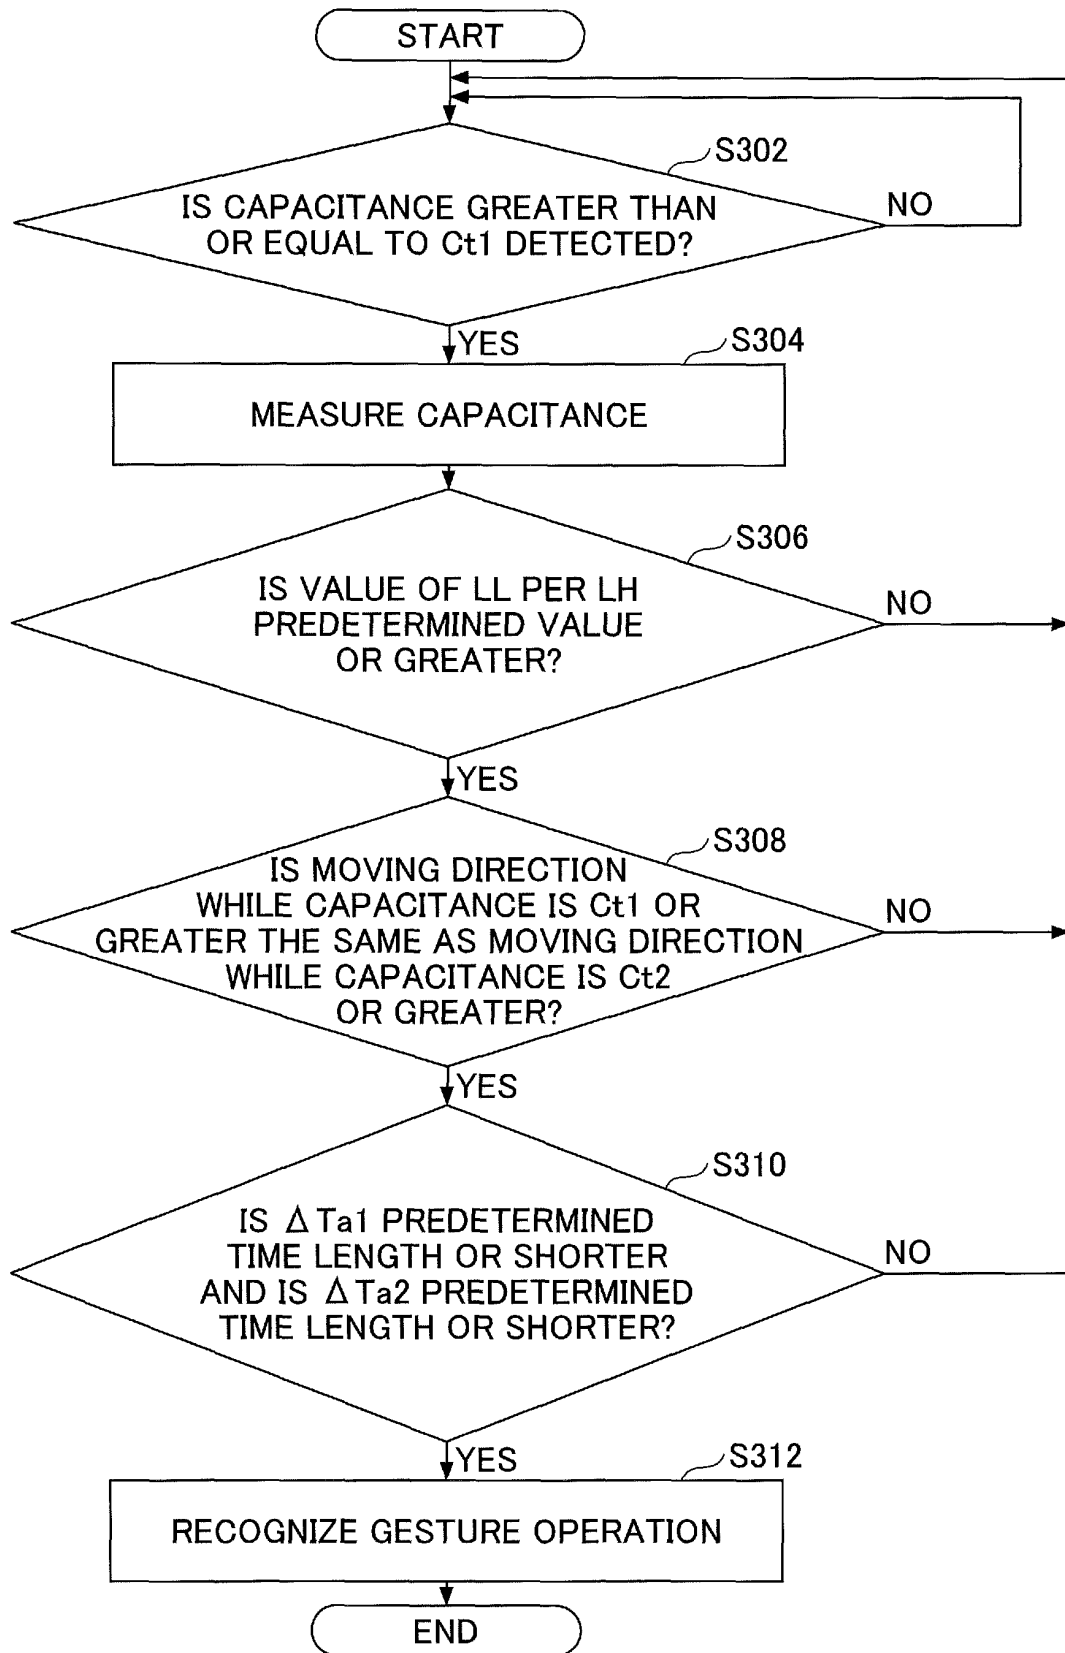 START
S302
IS CAPACITANCE GREATER THAN
OR EQUAL TO Ct1 DETECTED?
NO
YES
S304
MEASURE CAPACITANCE
S306
IS VALUE OF LL PER LH
PREDETERMINED VALUE
OR GREATER?
NO
YES
S308
IS MOVING DIRECTION
WHILE CAPACITANCE IS Ct1 OR
GREATER THE SAME AS MOVING DIRECTION
WHILE CAPACITANCE IS Ct2
OR GREATER?
NO
YES
S310
IS ΔTa1 PREDETERMINED
TIME LENGTH OR SHORTER
AND IS ΔTa2 PREDETERMINED
TIME LENGTH OR SHORTER?
NO
YES
S312
RECOGNIZE GESTURE OPERATION
END